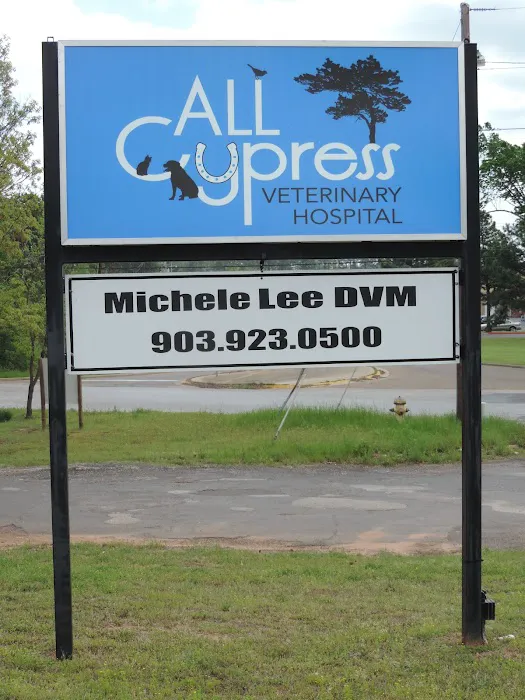 ALL
Cypress
VETERINARY
HOSPITAL
Michele Lee DVM
903.923.0500